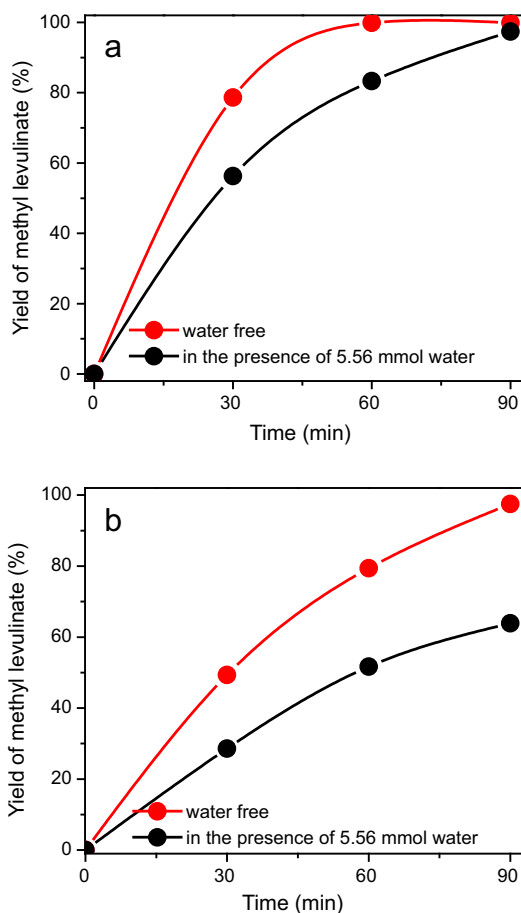 a
Yield of methyl levulinate (%)
100
80
60
40
20
0
water free
in the presence of 5.56 mmol water
0 30 60 90
Time (min)
b
Yield of methyl levulinate (%)
100
80
60
40
20
0
water free
in the presence of 5.56 mmol water
0 30 60 90
Time (min)